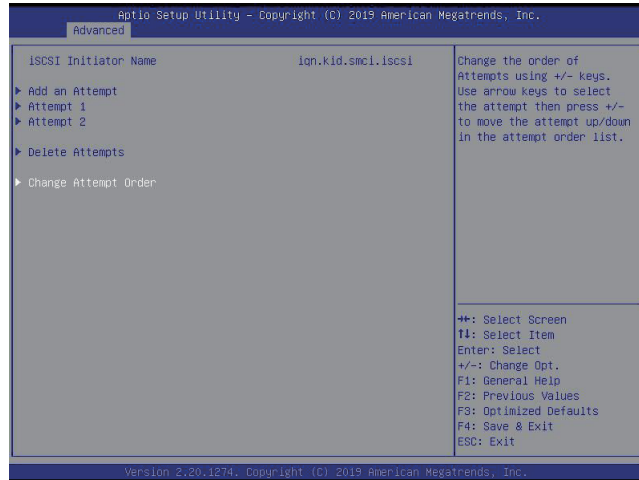 Aptio Setup Utility – Copyright (C) 2019 American Megatrends, Inc.
Advanced
iSCSI Initiator Name iqn.kid.smci.iscsi
Add an Attempt
Attempt 1
Attempt 2
Delete Attempts
Change Attempt Order
Change the order of
Attempts using +/- keys.
Use arrow keys to select
the attempt then press +/-
to move the attempt up/down
in the attempt order list.
→←: Select Screen
↑↓: Select Item
Enter: Select
+/-: Change Opt.
F1: General Help
F2: Previous Values
F3: Optimized Defaults
F4: Save & Exit
ESC: Exit
Version 2.20.1274. Copyright (C) 2019 American Megatrends, Inc.